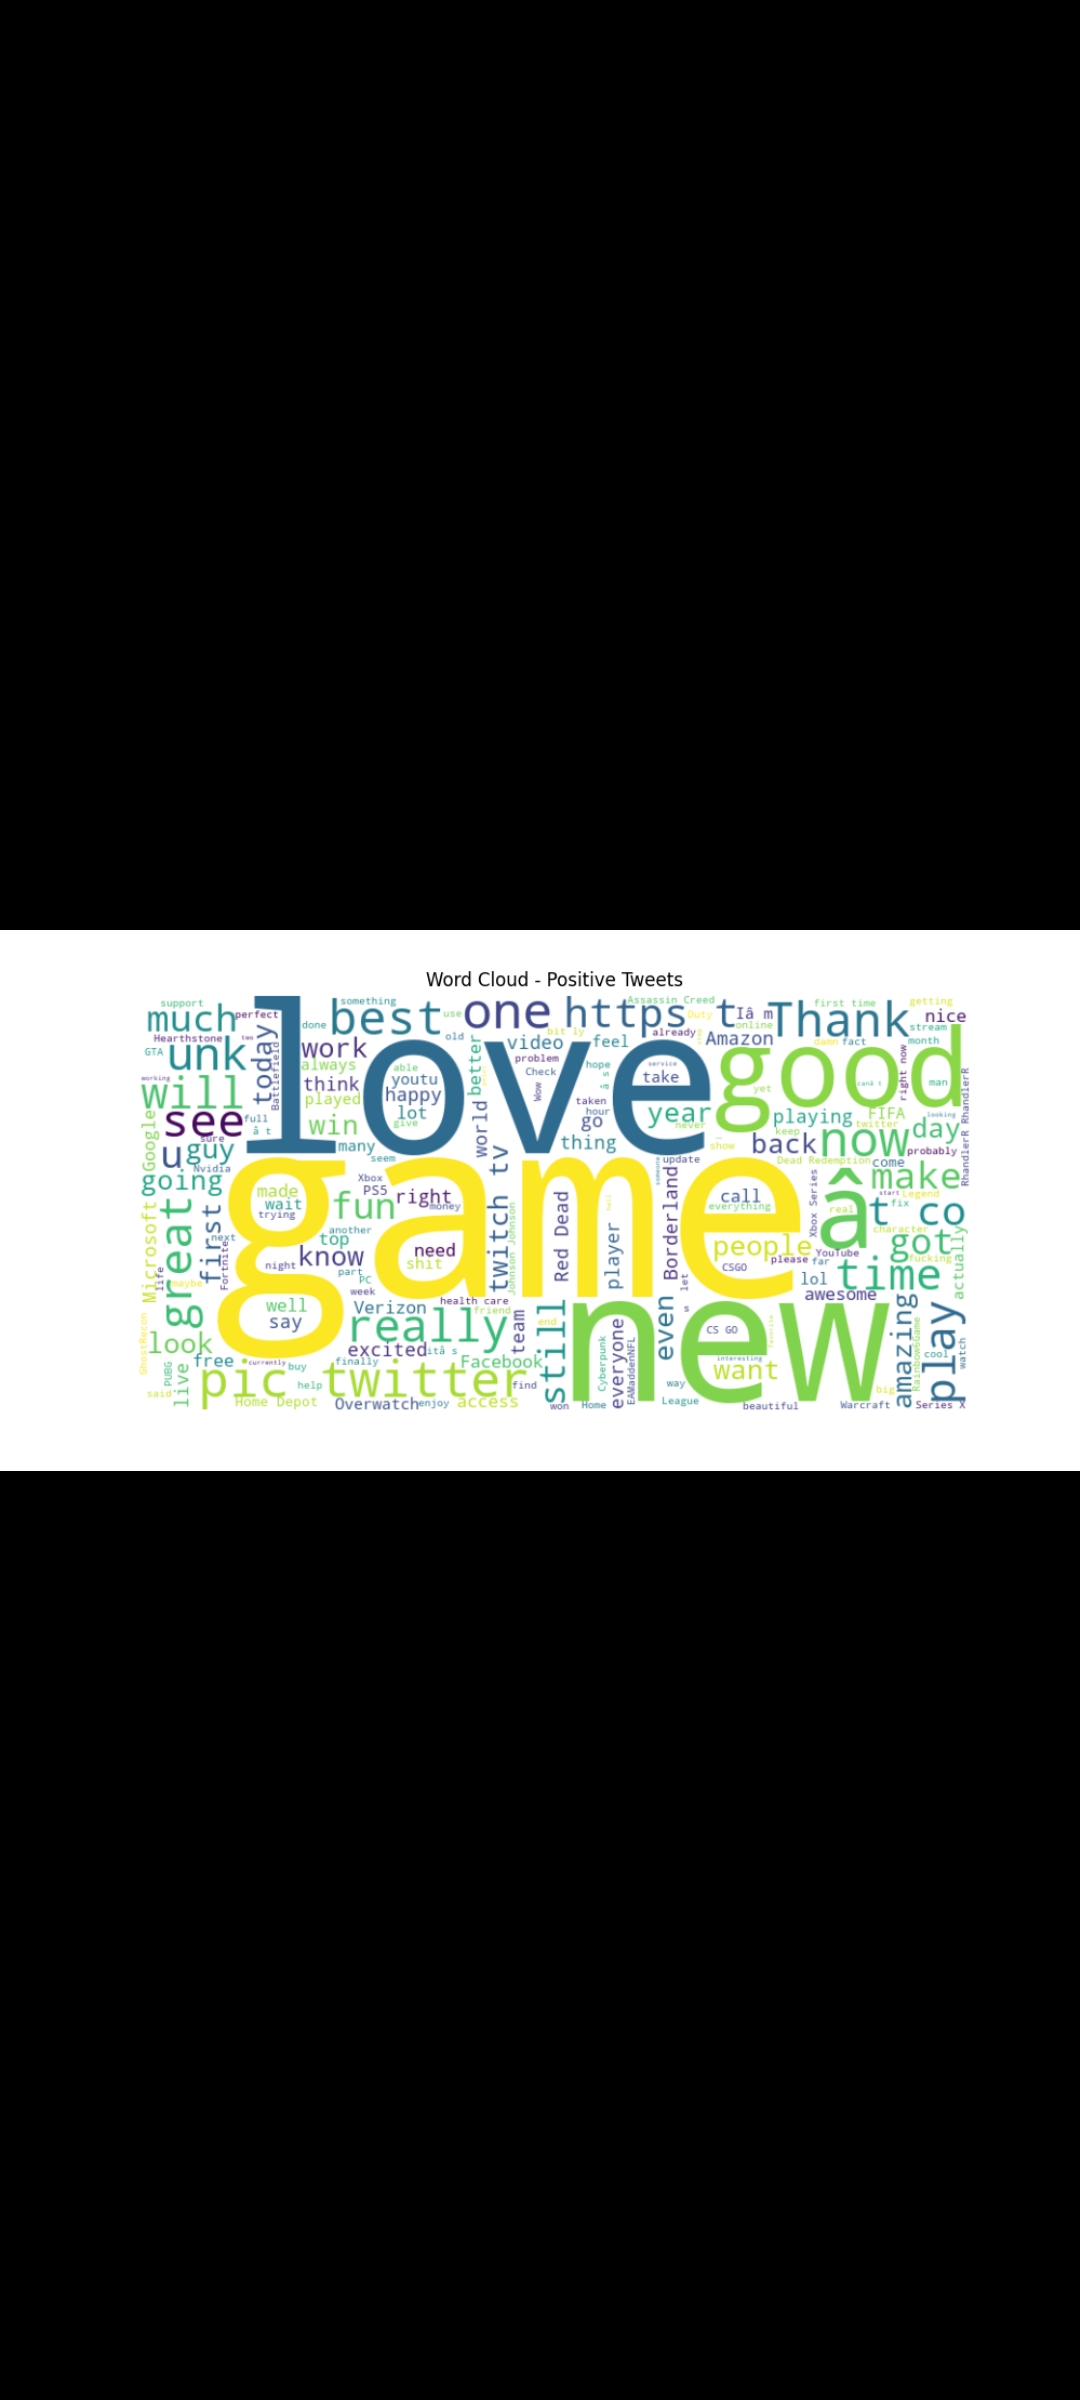 Word Cloud - Positive Tweets
support
something
Assassin Creed
first time
getting
much
perfect
best
use
one
https t
Duty
Iâ m
Thank
nice
Hearthstone
two
done
old
bit ly
already
online
stream
GTA
unk
today
work
love
better
video
feel
Amazon
damn
fact
month
good
working
always
able
problem
hope
service
right now
will
Battlefield
think
youtu
Check
â s
take
yet
canâ t
man
RhandlerR RhandlerR
played
happy
Wow
taken
see
full
win
lot
give
world
hour
go
year
never
playing
FIFA
twitter
looking
Google
â t
sure
many
thing
show
back
keep
now
day
probably
u
guy
seem
tv
someone
update
Dead Redemption
come
going
Nvidia
game
Xbox
PS5
made
wait
trying
fun
right
money
twitch
Johnson Johnson
Red Dead
player
Borderland
call
everything
Xbox Series
real
â
make
start
Legend
fix
t co
Microsoft
great
first
next
another
top
know
need
shit
people
YouTube
character
got
fucking
actually
life
maybe
Fortnite
night
part
PC
week
CSGO
please
far
lol
time
awesome
let
s
well
say
Verizon
health care
friend
really
team
end
still
new
even
CS GO
favorite
amazing
play
GhostRecon
look
excited
itâ s
Facebook
Cyberpunk
everyone
EAMaddenNFL
interesting
want
RainbowGame
cool
watch
PUBG
live
free
currently
buy
finally
said
pic twitter
help
find
way
big
Home Depot
Overwatch
enjoy
access
won
Home
League
beautiful
Warcraft
Series X